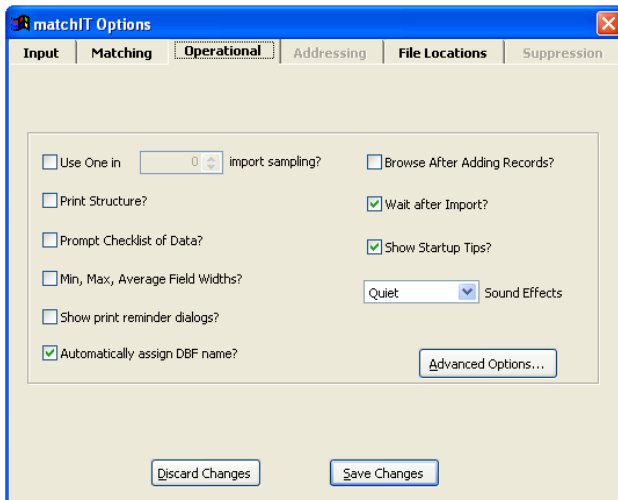 matchIT Options
Input Matching Operational Addressing File Locations Suppression
Use One in 0 import sampling?
Browse After Adding Records?
Print Structure?
Wait after Import?
Prompt Checklist of Data?
Show Startup Tips?
Min, Max, Average Field Widths?
Quiet Sound Effects
Show print reminder dialogs?
Automatically assign DBF name?
Advanced Options...
Discard Changes Save Changes